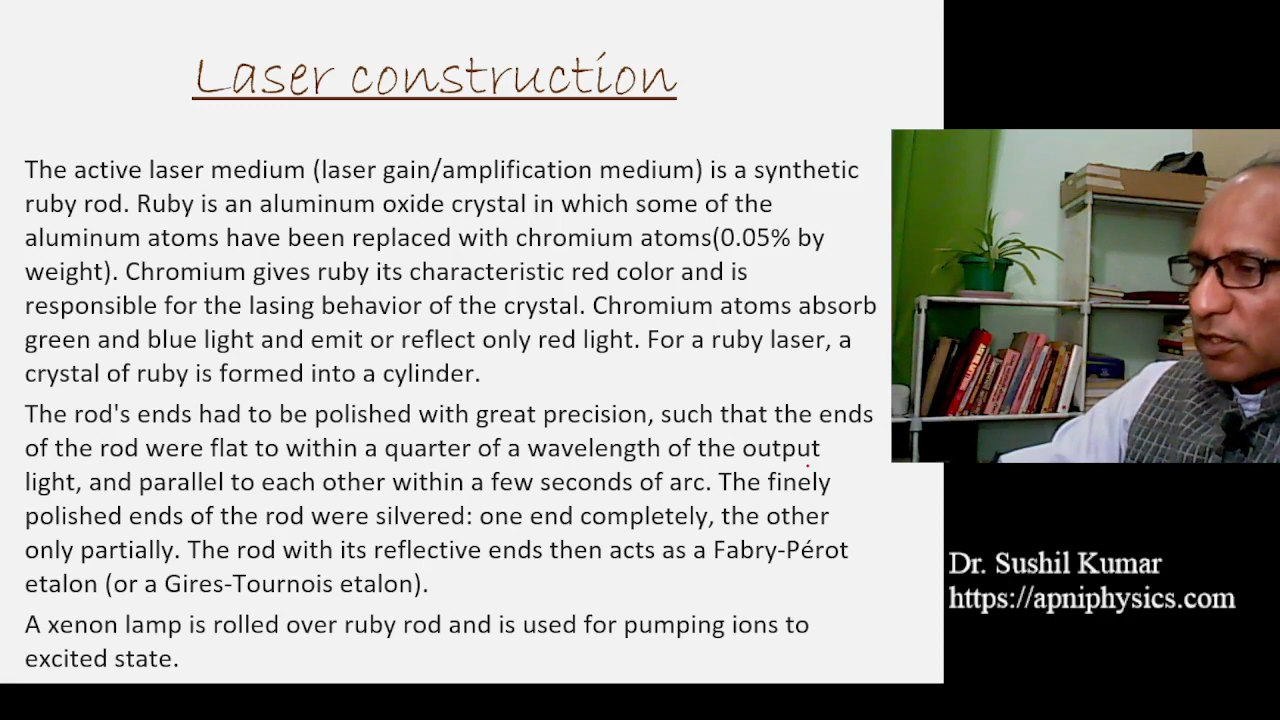 Laser construction
The active laser medium (laser gain/amplification medium) is a synthetic
ruby rod. Ruby is an aluminum oxide crystal in which some of the
aluminum atoms have been replaced with chromium atoms(0.05% by
weight). Chromium gives ruby its characteristic red color and is
responsible for the lasing behavior of the crystal. Chromium atoms absorb
green and blue light and emit or reflect only red light. For a ruby laser, a
crystal of ruby is formed into a cylinder.
The rod's ends had to be polished with great precision, such that the ends
of the rod were flat to within a quarter of a wavelength of the output
light, and parallel to each other within a few seconds of arc. The finely
polished ends of the rod were silvered: one end completely, the other
only partially. The rod with its reflective ends then acts as a Fabry-Pérot
etalon (or a Gires-Tournois etalon).
A xenon lamp is rolled over ruby rod and is used for pumping ions to
excited state.
Dr. Sushil Kumar
https://apniphysics.com